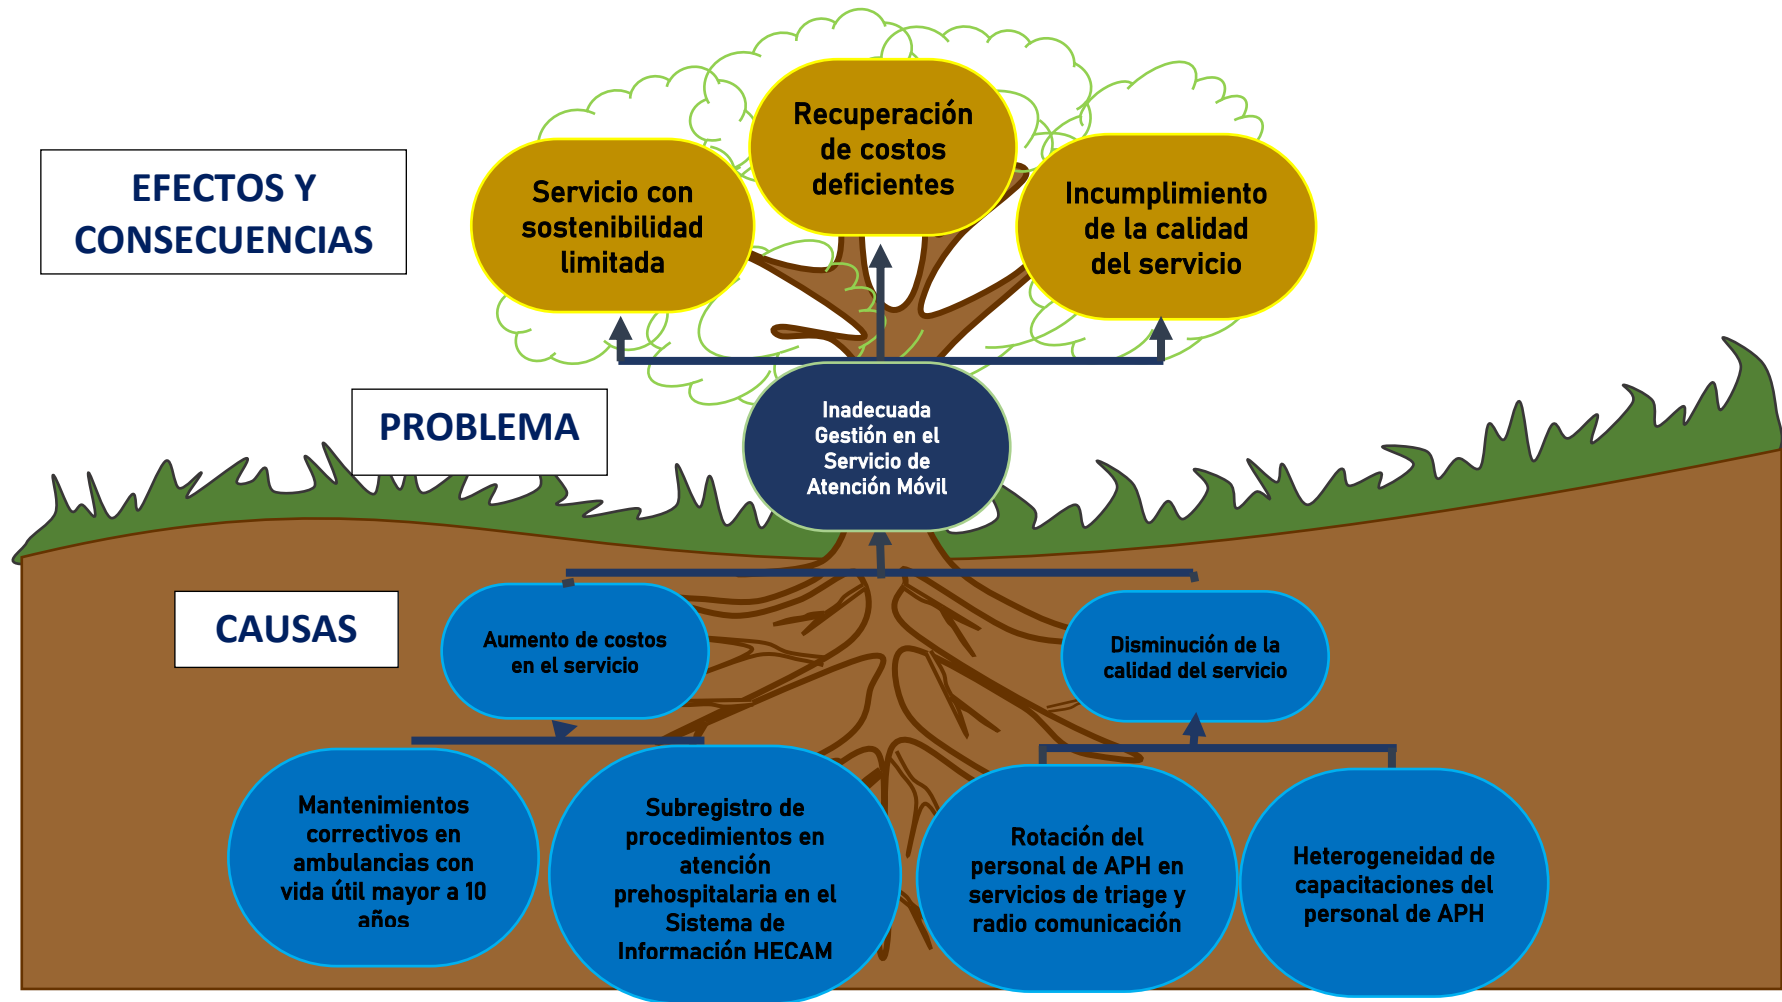 Recuperación
de costos
deficientes
EFECTOS Y
CONSECUENCIAS
Servicio con
sostenibilidad
limitada
Incumplimiento
de la calidad
del servicio
PROBLEMA
Inadecuada
Gestión en el
Servicio de
Atención Móvil
CAUSAS
Aumento de costos
en el servicio
Disminución de la
calidad del servicio
Mantenimientos
correctivos en
ambulancias con
vida útil mayor a 10
años
Subregistro de
procedimientos en
atención
prehospitalaria en el
Sistema de
Información HECAM
Rotación del
personal de APH en
servicios de triage y
radio comunicación
Heterogeneidad de
capacitaciones del
personal de APH